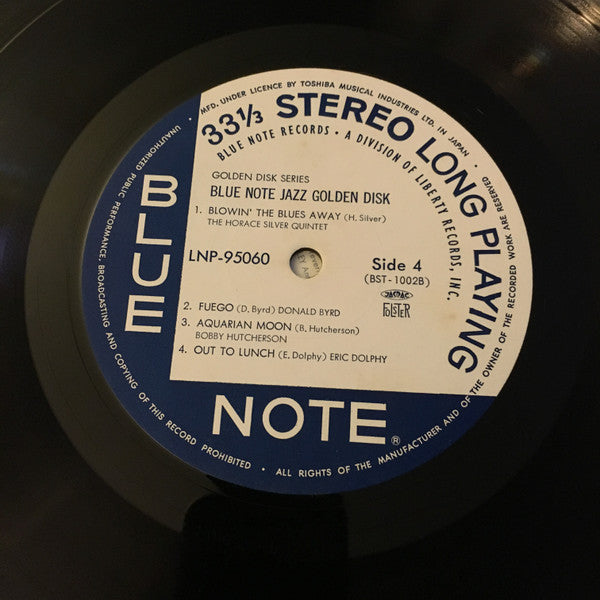 • MFD. UNDER LICENCE BY TOSHIBA MUSICAL INDUSTRIES LTD. IN JAPAN •
33⅓ STEREO LONG PLAYING
BLUE NOTE RECORDS • A DIVISION OF LIBERTY RECORDS, INC.
GOLDEN DISK SERIES
BLUE NOTE JAZZ GOLDEN DISK
1. BLOWIN' THE BLUES AWAY (H. Silver)
THE HORACE SILVER QUINTET
LNP-95060
Side 4
(BST-1002B)
JASRAC
POLYSTER
2. FUEGO (D. Byrd) DONALD BYRD
3. AQUARIAN MOON (B. Hutcherson)
BOBBY HUTCHERSON
4. OUT TO LUNCH (E. Dolphy) ERIC DOLPHY
BLUE
NOTE®
UNAUTHORIZED PUBLIC PERFORMANCE, BROADCASTING AND COPYING OF THIS RECORD PROHIBITED • ALL RIGHTS OF THE MANUFACTURER AND OF THE OWNER OF THE RECORDED WORK ARE RESERVED